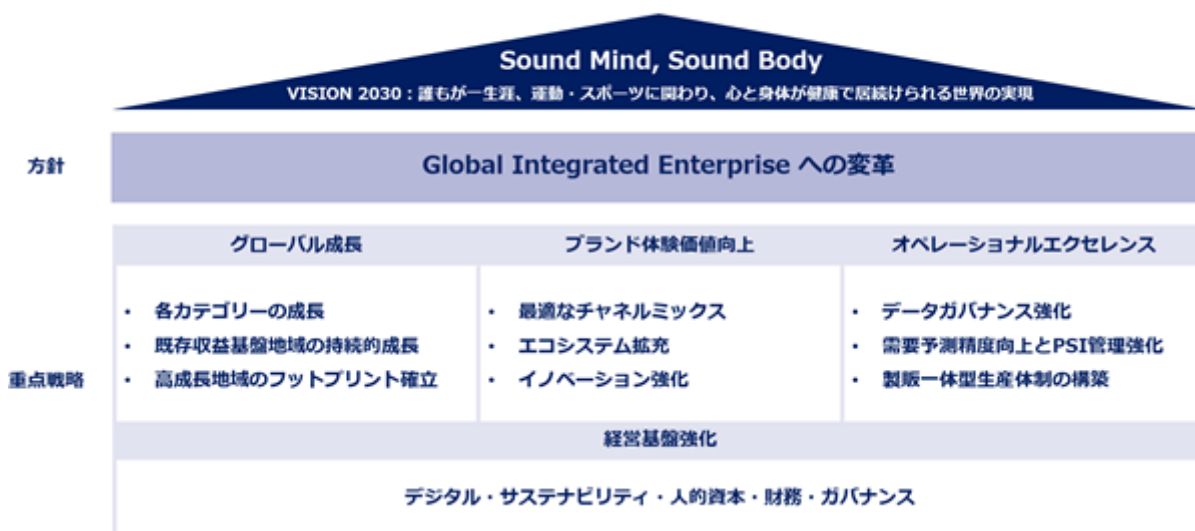 Sound Mind, Sound Body
VISION 2030：誰もが一生涯、運動・スポーツに関わり、心と身体が健康で居続けられる世界の実現
方針
Global Integrated Enterprise への変革
重点戦略
グローバル成長
・ 各カテゴリーの成長
・ 既存収益基盤地域の持続的成長
・ 高成長地域のフットプリント確立
ブランド体験価値向上
・ 最適なチャネルミックス
・ エコシステム拡充
・ イノベーション強化
オペレーショナルエクセレンス
・ データガバナンス強化
・ 需要予測精度向上とPSI管理強化
・ 製販一体型生産体制の構築
経営基盤強化
デジタル・サステナビリティ・人的資本・財務・ガバナンス